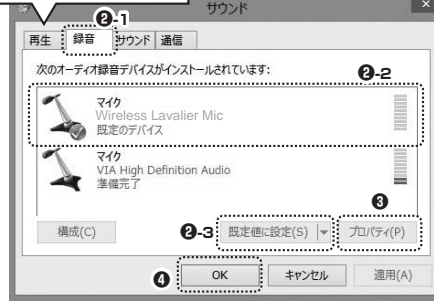 サウンド
❷-1
再生 録音 サウンド 通信
次のオーディオ録音デバイスがインストールされています:
❷-2
マイク
Wireless Lavalier Mic
既定のデバイス
マイク
VIA High Definition Audio
準備完了
❸
構成(C) ❷-3 既定値に設定(S) プロパティ(P)
❹ OK キャンセル 適用(A)